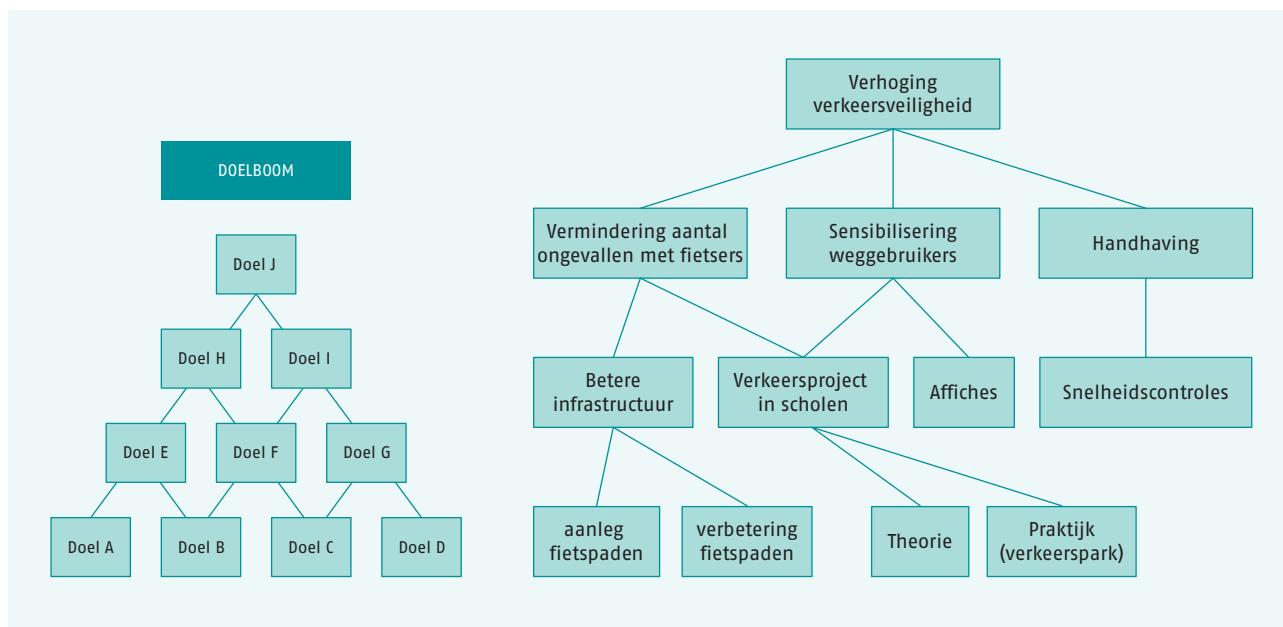 DOELBOOM
Doel J
Doel H
Doel I
Doel E
Doel F
Doel G
Doel A
Doel B
Doel C
Doel D
Verhoging
verkeersveiligheid
Vermindering aantal
ongevallen met fietsers
Sensibilisering
weggebruikers
Handhaving
Betere
infrastructuur
Verkeersproject
in scholen
Affiches
Snelheidscontroles
aanleg
fietspaden
verbetering
fietspaden
Theorie
Praktijk
(verkeerspark)